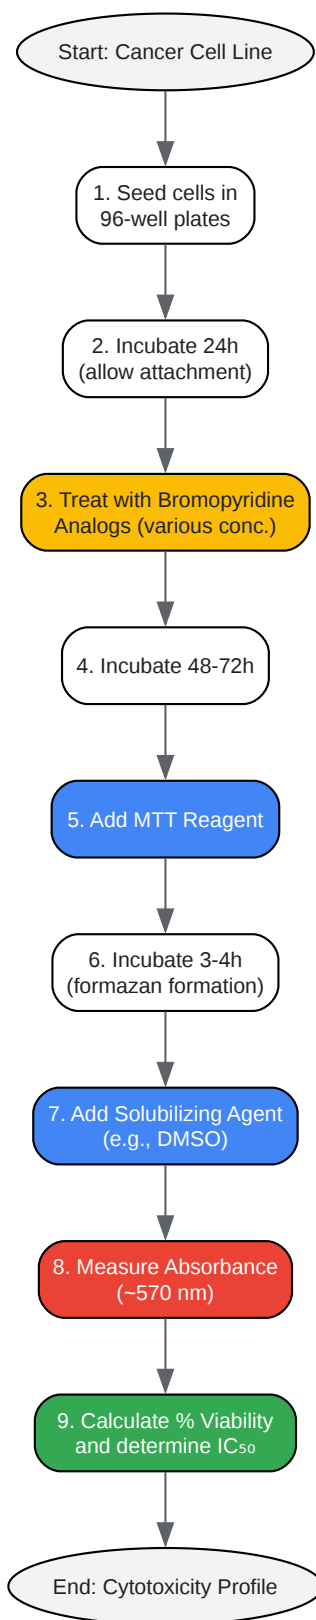 Start: Cancer Cell Line
1. Seed cells in
96-well plates
2. Incubate 24h
(allow attachment)
3. Treat with Bromopyridine
Analogs (various conc.)
4. Incubate 48-72h
5. Add MTT Reagent
6. Incubate 3-4h
(formazan formation)
7. Add Solubilizing Agent
(e.g., DMSO)
8. Measure Absorbance
(~570 nm)
9. Calculate % Viability
and determine IC₅₀
End: Cytotoxicity Profile